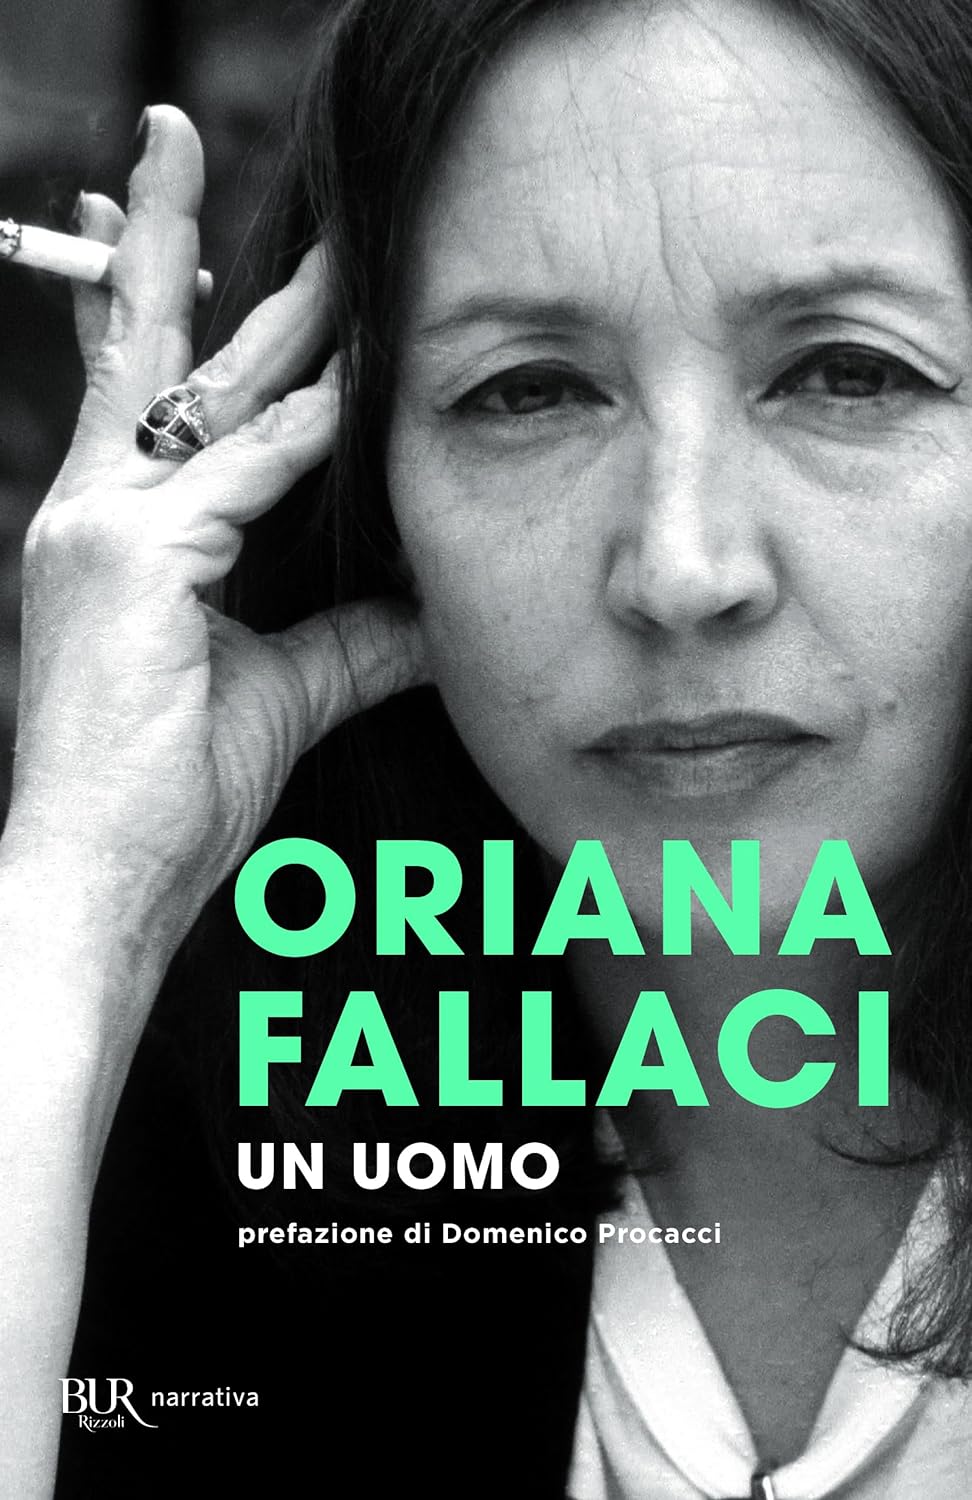 ORIANA
FALLACI
UN UOMO
prefazione di Domenico Procacci
BUR narrativa
Rizzoli